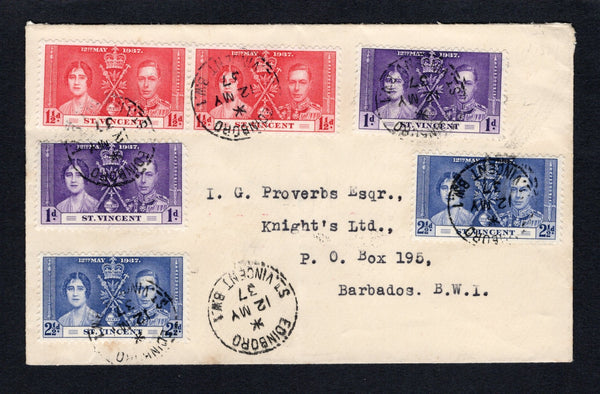 12TH MAY 1937.
1½d ST. VINCENT 1½d
12TH MAY 1937.
1½d ST. VINCENT 1½d
12TH MAY 1937.
1d ST. VINCENT 1d
12TH MAY 1937.
1d ST. VINCENT 1d
12TH MAY 1937.
2½d ST. VINCENT 2½d
12TH MAY 1937.
2½d ST. VINCENT 2½d
I. G. Proverbs Esqr.,
Knight's Ltd.,
P. O. Box 195,
Barbados. B.W.I.
EDINBORO
*
12 MY
37
ST VINCENT. B.W.I